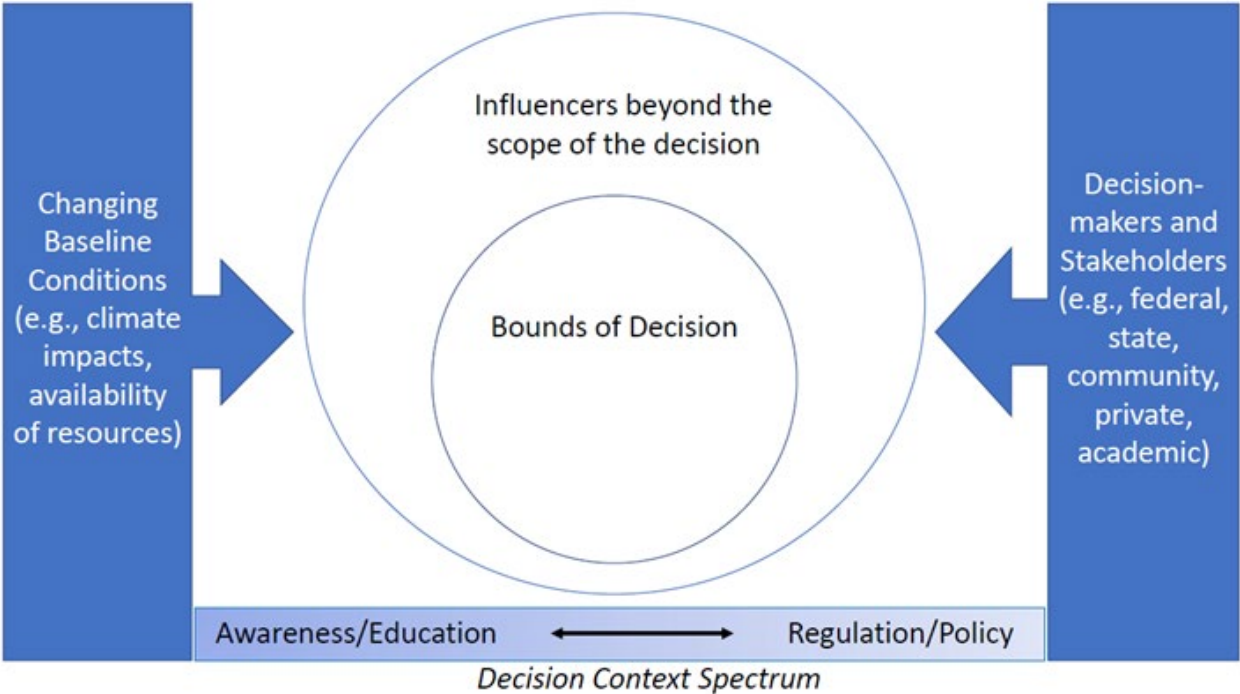 Changing
Baseline
Conditions
(e.g., climate
impacts,
availability
of resources)
Influencers beyond the
scope of the decision
Bounds of Decision
Decision-
makers and
Stakeholders
(e.g., federal,
state,
community,
private,
academic)
Awareness/Education
Regulation/Policy
Decision Context Spectrum